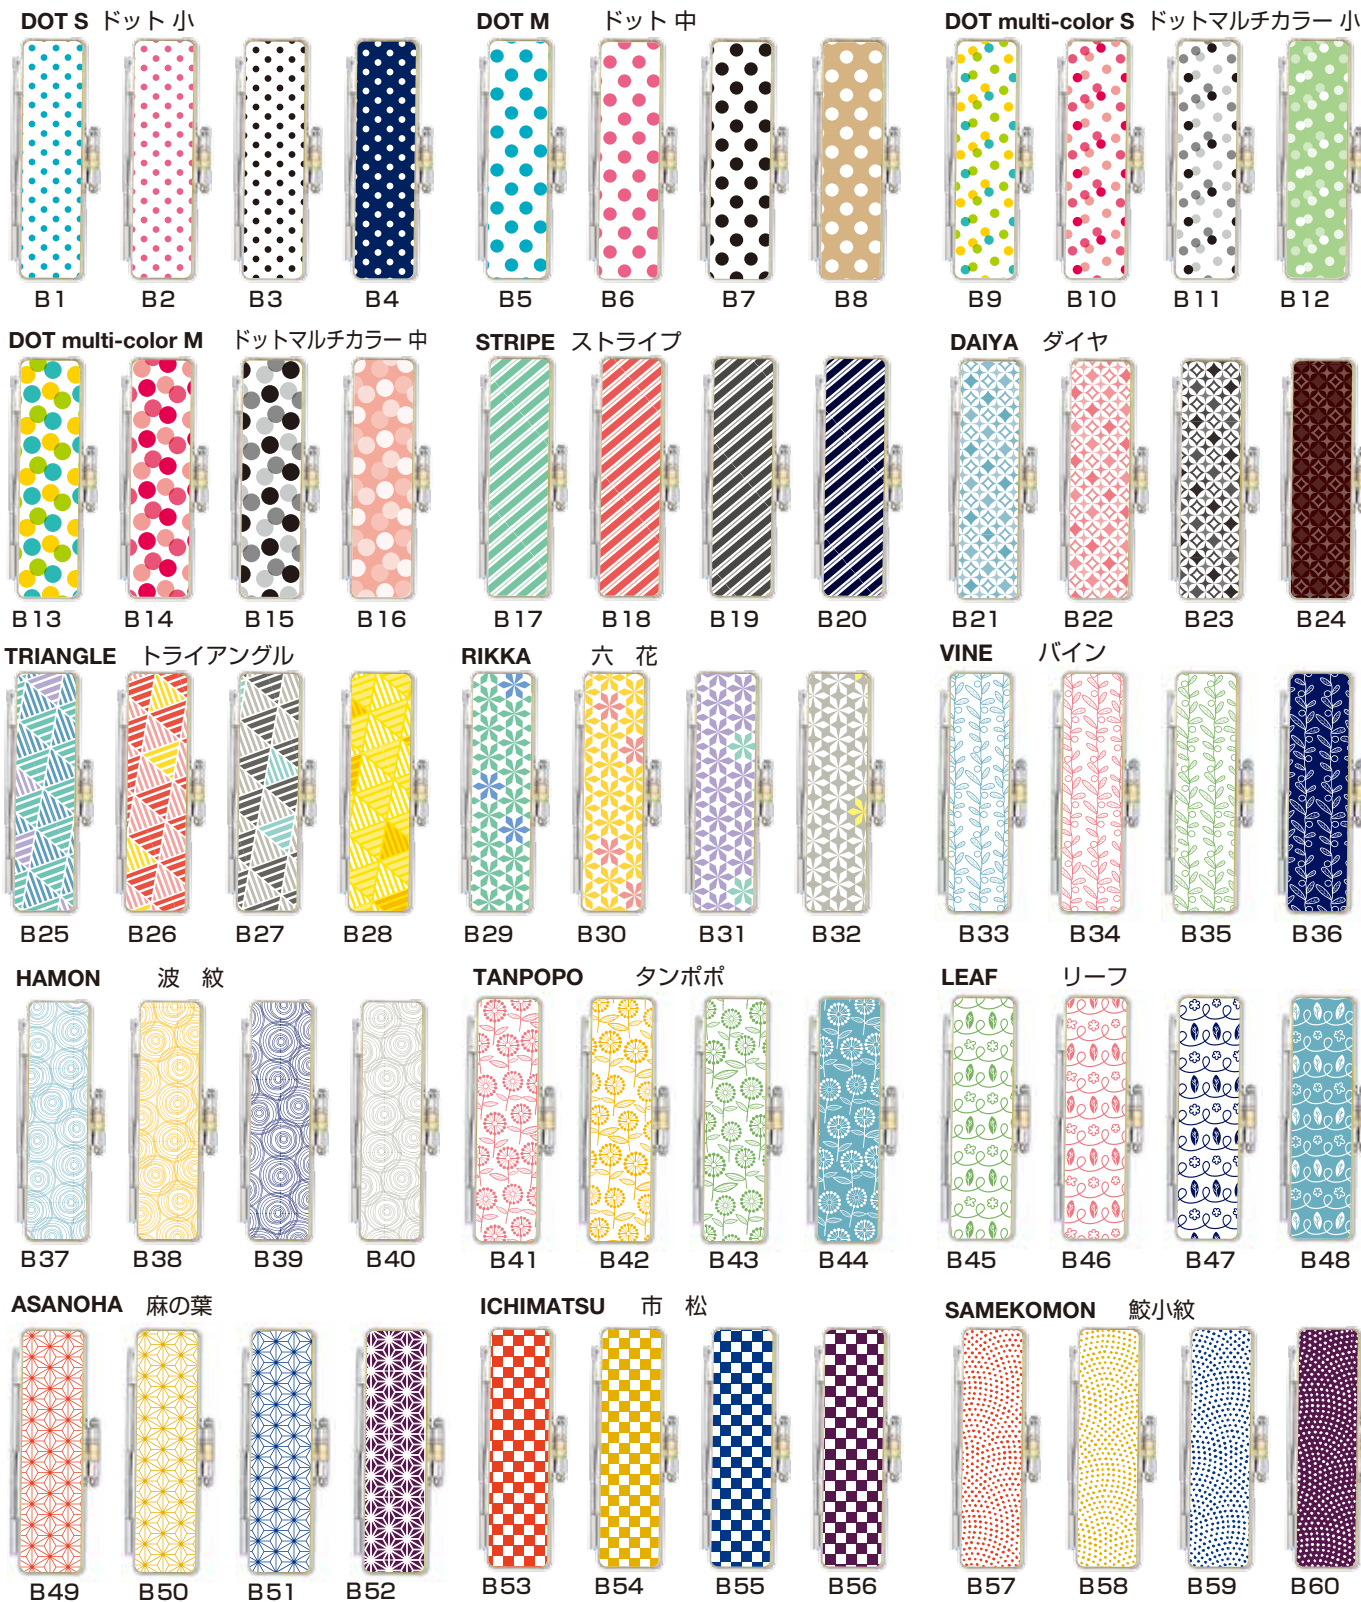 DOT S ドット 小
DOT M ドット 中
DOT multi-color S ドットマルチカラー 小
B1 B2 B3 B4 B5 B6 B7 B8 B9 B10 B11 B12
DOT multi-color M ドットマルチカラー 中
STRIPE ストライプ
DAIYA ダイヤ
B13 B14 B15 B16 B17 B18 B19 B20 B21 B22 B23 B24
TRIANGLE トライアングル
RIKKA 六 花
VINE バイン
B25 B26 B27 B28 B29 B30 B31 B32 B33 B34 B35 B36
HAMON 波 紋
TANPOPO タンポポ
LEAF リーフ
B37 B38 B39 B40 B41 B42 B43 B44 B45 B46 B47 B48
ASANOHA 麻の葉
ICHIMATSU 市 松
SAMEKOMON 鮫小紋
B49 B50 B51 B52 B53 B54 B55 B56 B57 B58 B59 B60